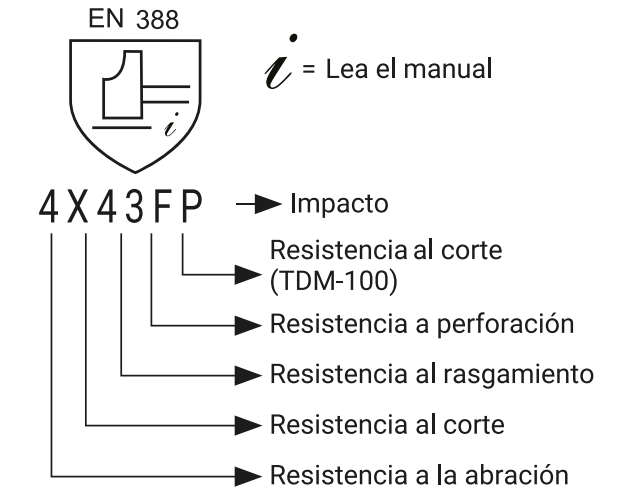 EN 388
i = Lea el manual
i
4X43FP
Impacto
Resistencia al corte
(TDM-100)
Resistencia a perforación
Resistencia al rasgamiento
Resistencia al corte
Resistencia a la abración